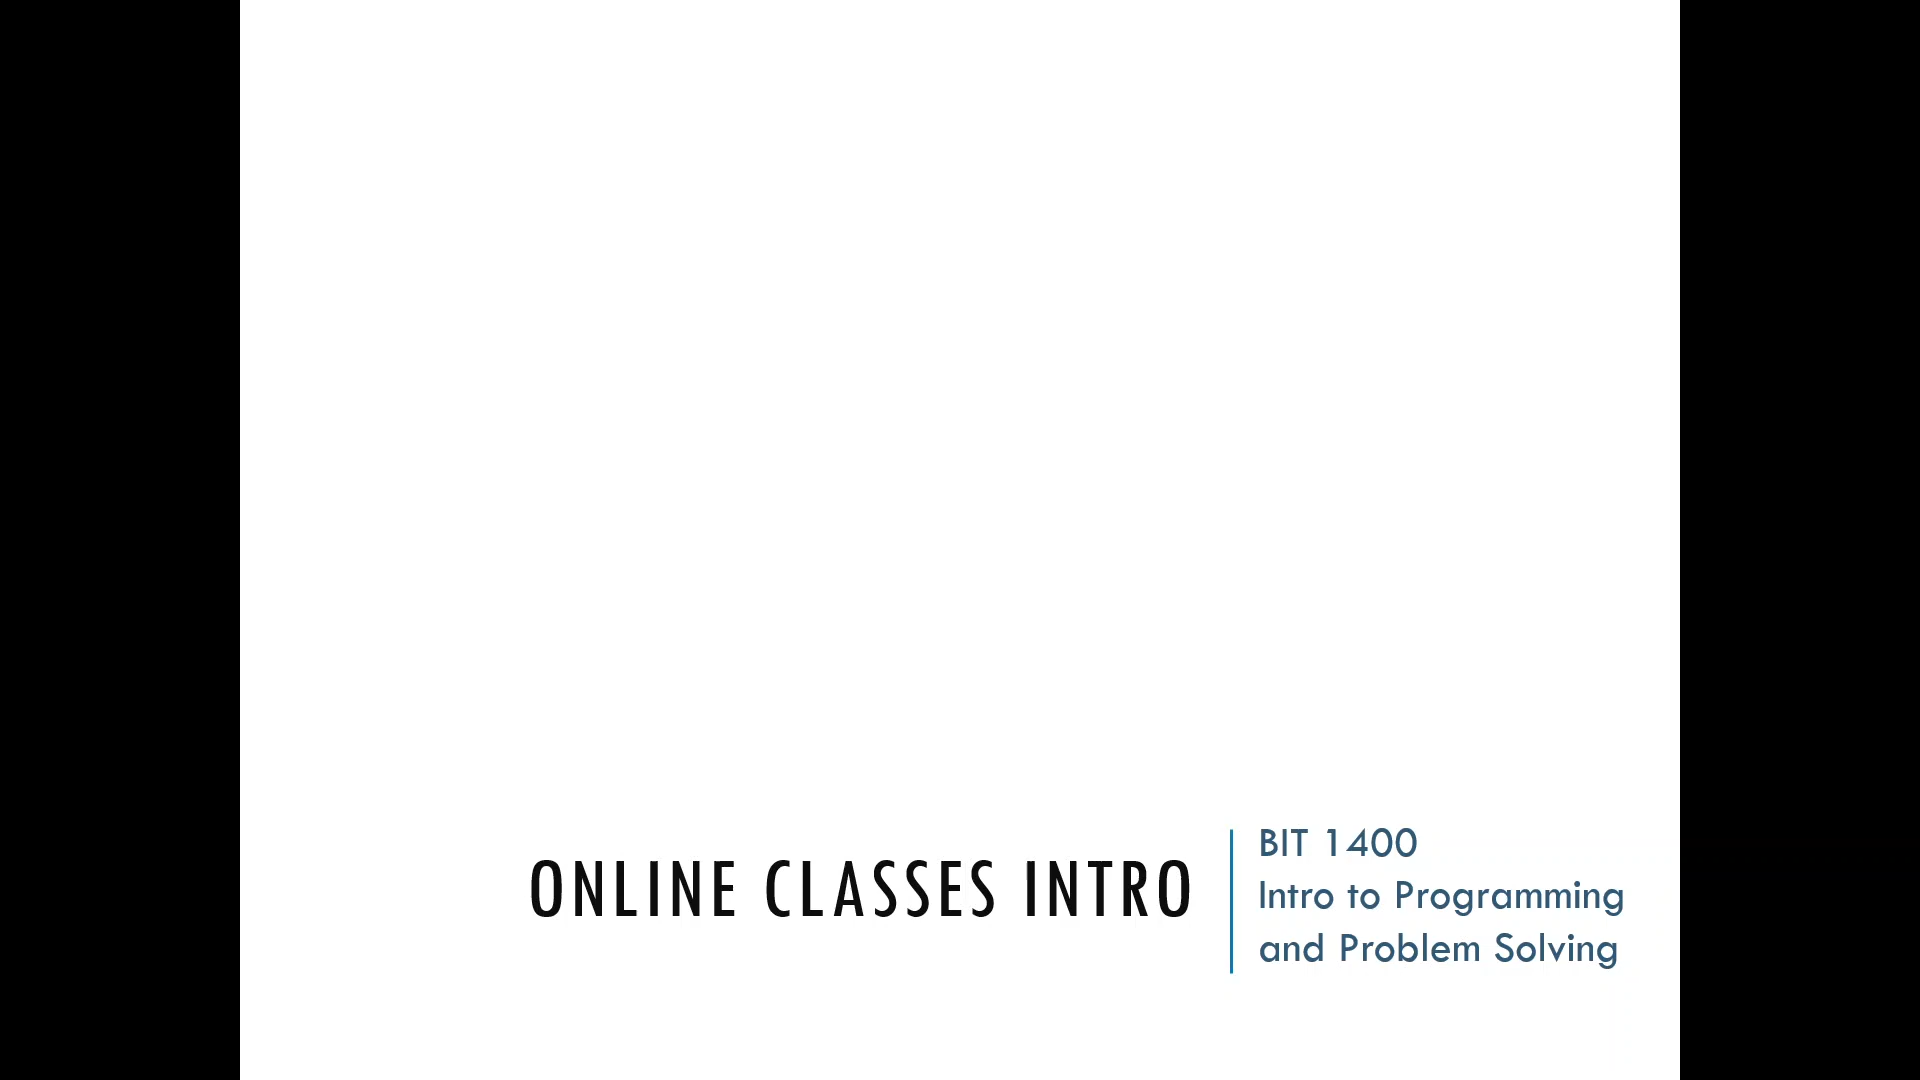 ONLINE CLASSES INTRO
BIT 1400
Intro to Programming
and Problem Solving